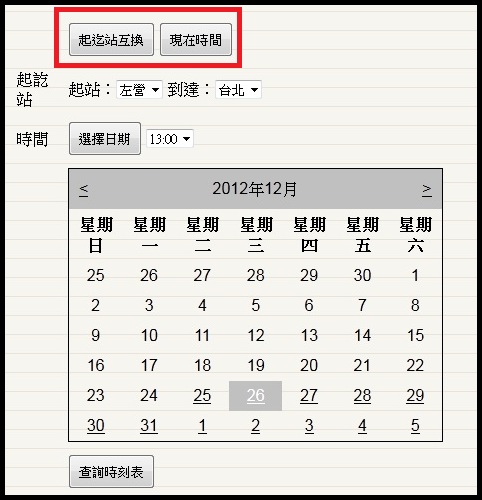 起迄站互換 現在時間
起訖站 起站：左營 到達：台北
時間 選擇日期 13:00
< 2012年12月 >
星期日 星期一 星期二 星期三 星期四 星期五 星期六
25 26 27 28 29 30 1
2 3 4 5 6 7 8
9 10 11 12 13 14 15
16 17 18 19 20 21 22
23 24 25 26 27 28 29
30 31 1 2 3 4 5
查詢時刻表